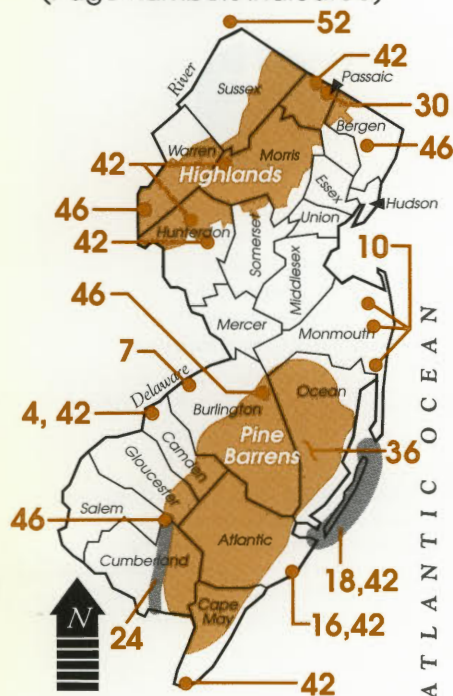 52
42
River
Sussex
Passaic
30
Bergen
Warren
46
42
Morris
Highlands
Essex
46
Hudson
Union
Hunterdon
42
Somerset
10
46
Middlesex
Mercer
Monmouth
7
Delaware
Ocean
4, 42
Burlington
Pine
Barrens
Camden
36
Gloucester
Salem
46
Atlantic
Cumberland
18,42
N
24
Cape
May
16,42
42
ATLANTIC OCEAN